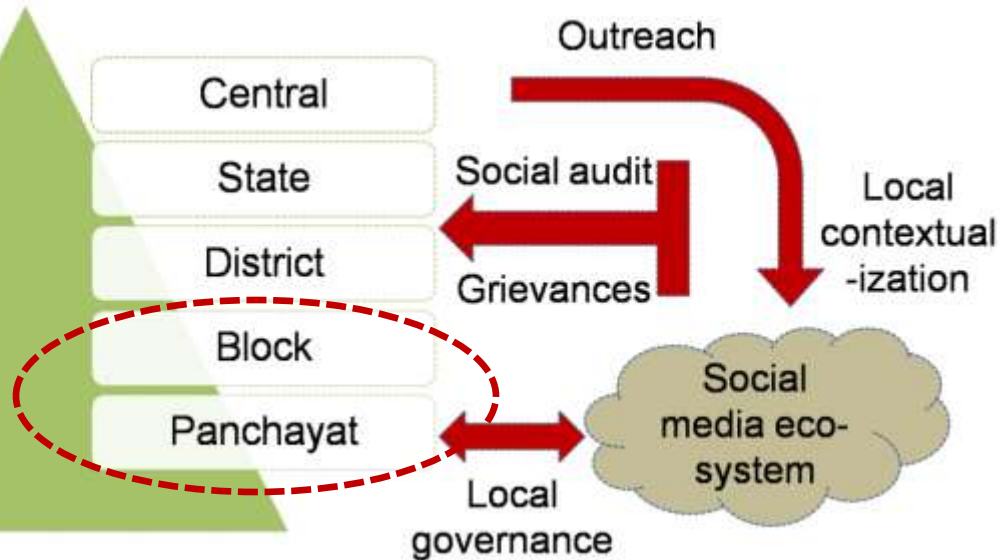 Central
State
District
Block
Panchayat
Outreach
Social audit
Grievances
Local
contextual
-ization
Social
media eco-
system
Local
governance